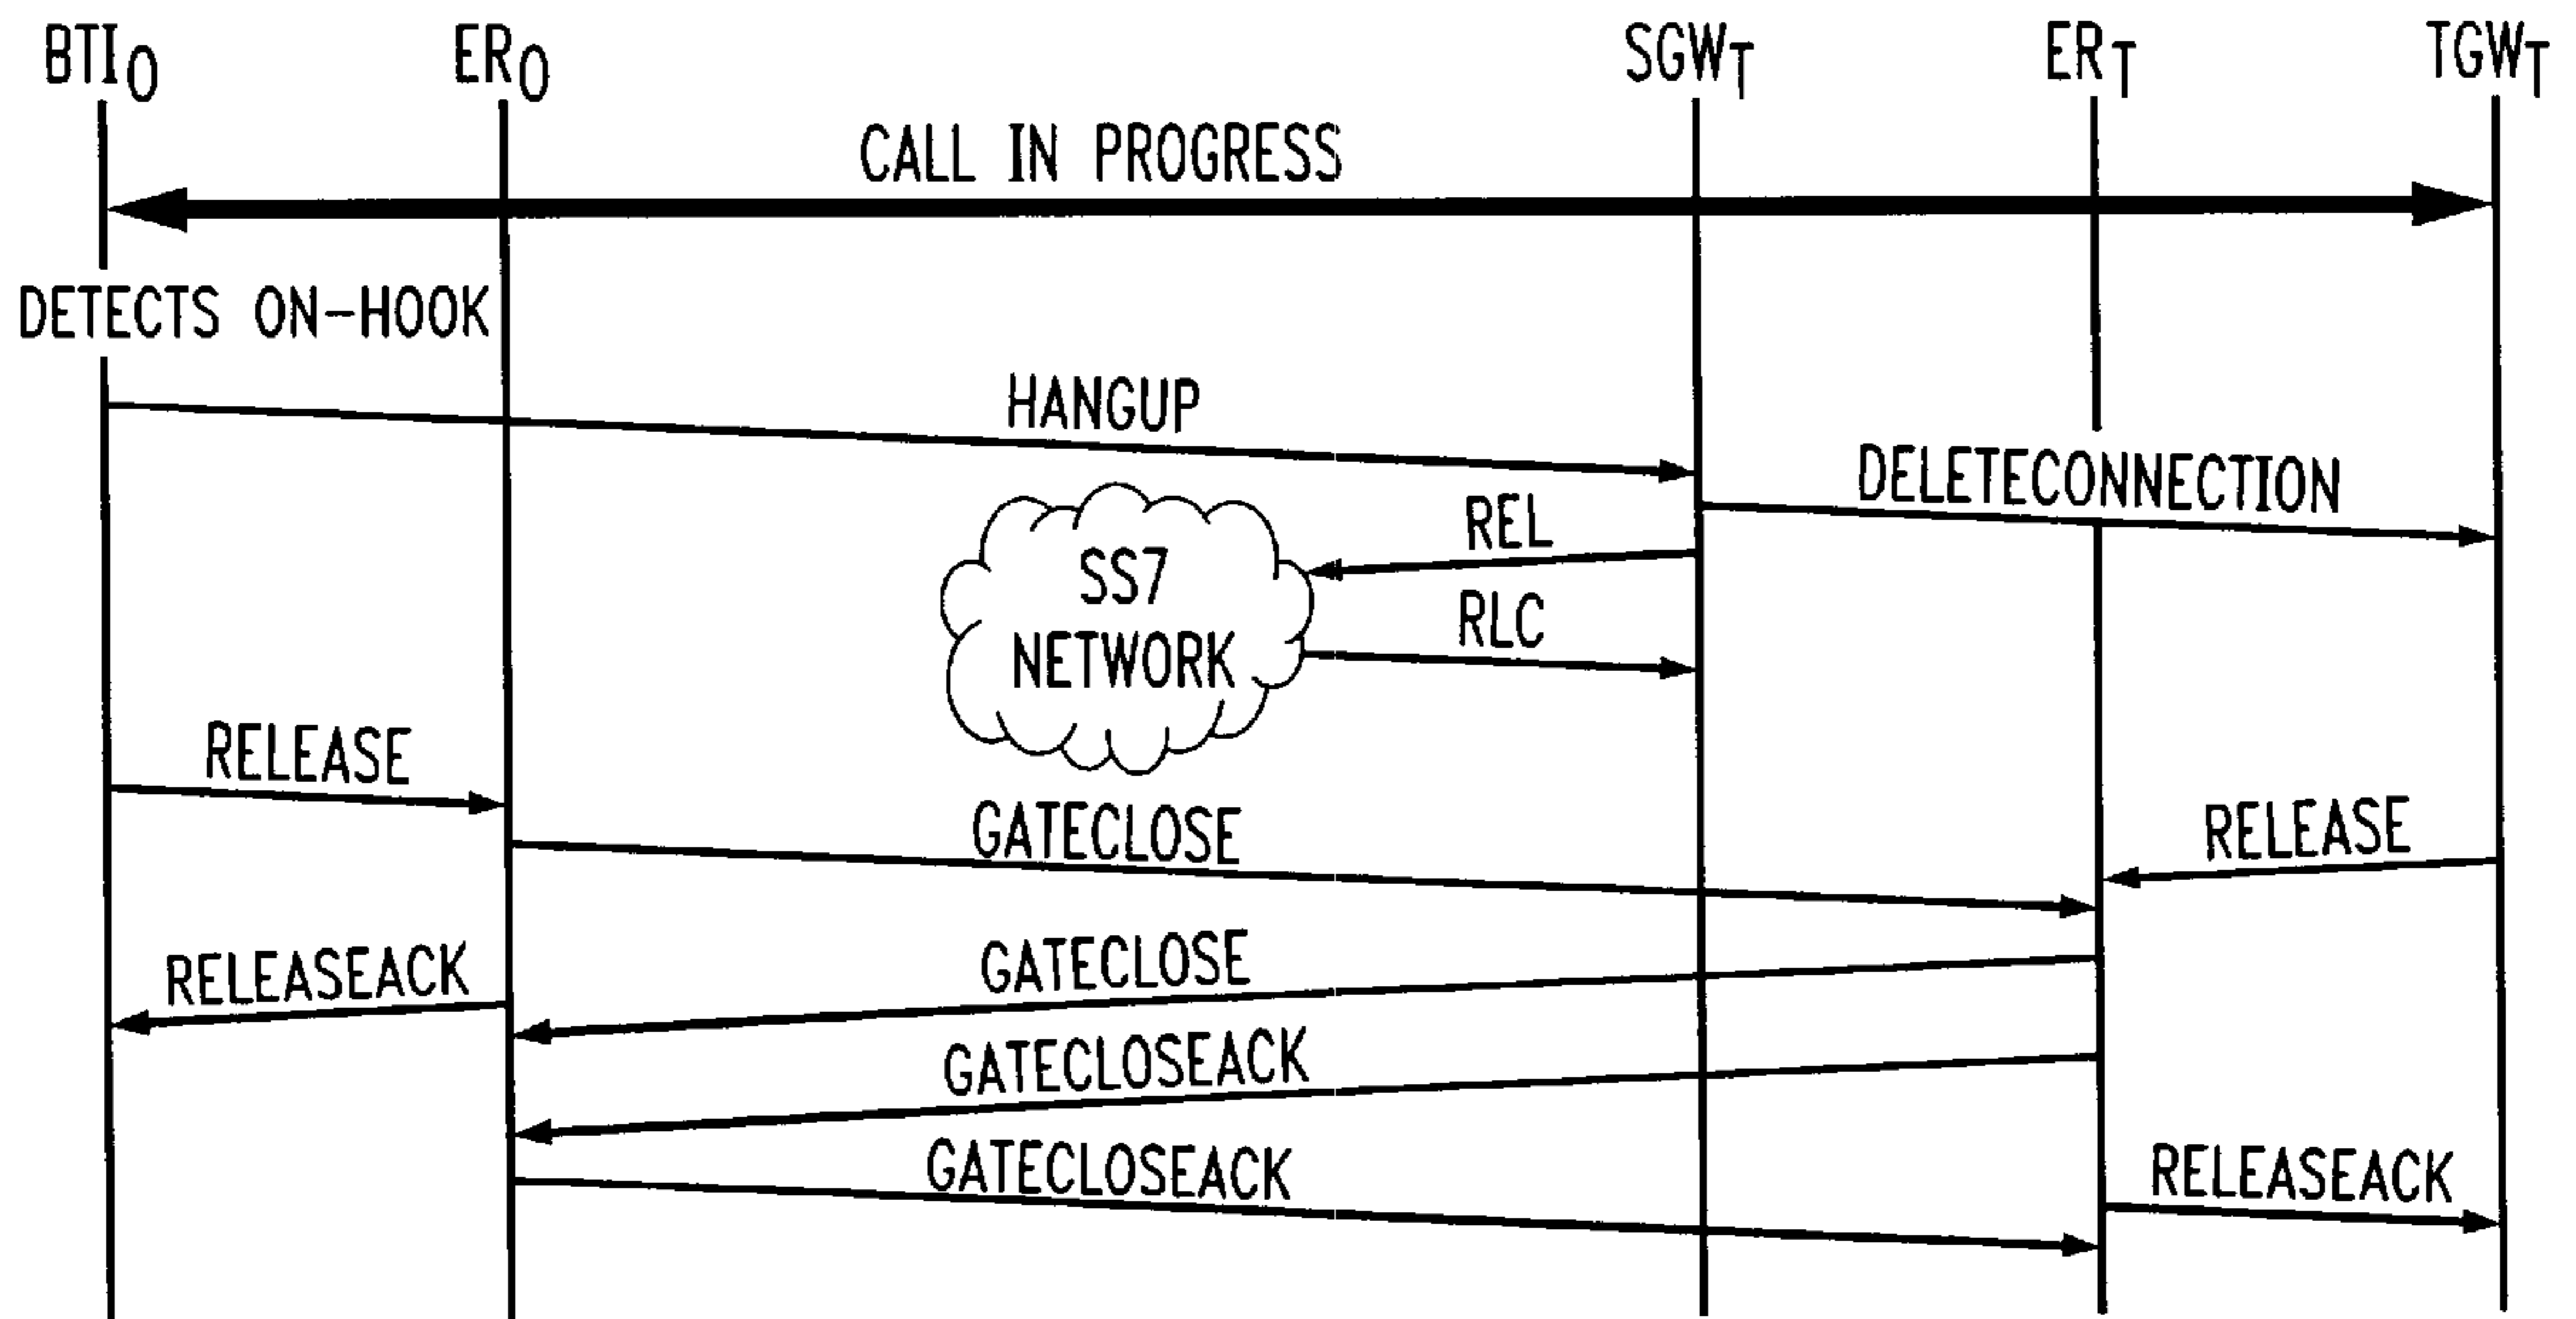 BTIO ERO SGWT ERT TGWT
CALL IN PROGRESS
DETECTS ON-HOOK
HANGUP
DELETECONNECTION
REL
SS7
NETWORK
RLC
RELEASE
GATECLOSE
RELEASE
GATECLOSE
RELEASEACK
GATECLOSEACK
GATECLOSEACK
RELEASEACK